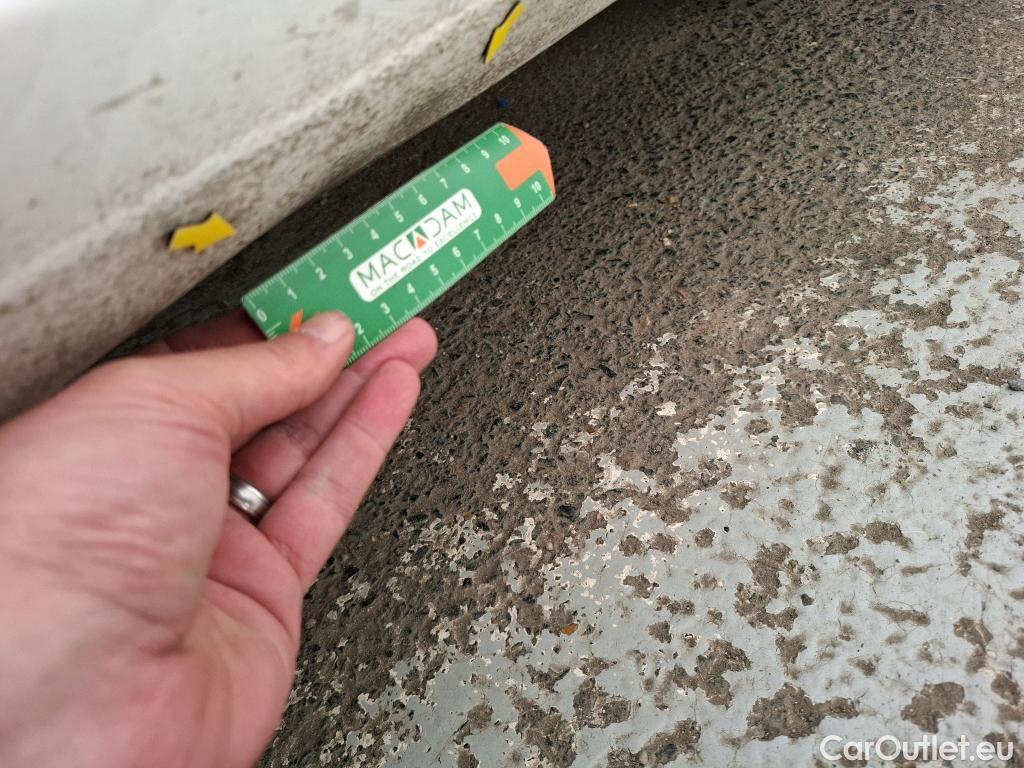 0 1 2 3 4 5 6 7 8 9 10
MACADAM
ON THE ROAD TO EXCELLENCE
2 3 4 5 6 7 8 9 10
CarOutlet.eu